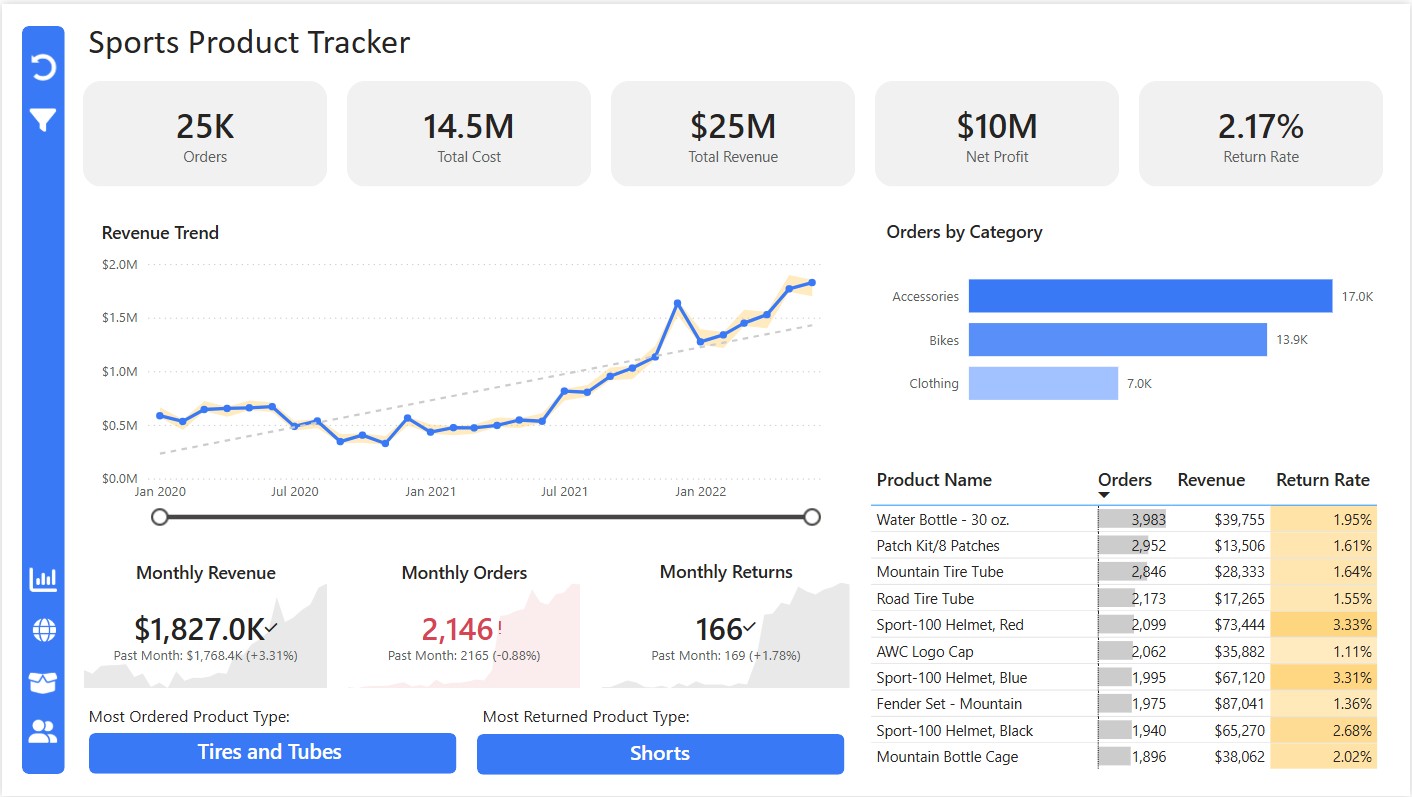 Sports Product Tracker
25K
Orders
14.5M
Total Cost
$25M
Total Revenue
$10M
Net Profit
2.17%
Return Rate
Revenue Trend
$2.0M
$1.5M
$1.0M
$0.5M
$0.0M
Jan 2020
Jul 2020
Jan 2021
Jul 2021
Jan 2022
Orders by Category
Accessories 17.0K
Bikes 13.9K
Clothing 7.0K
Monthly Revenue
$1,827.0K✓
Past Month: $1,768.4K (+3.31%)
Monthly Orders
2,146!
Past Month: 2165 (-0.88%)
Monthly Returns
166✓
Past Month: 169 (+1.78%)
Most Ordered Product Type:
Tires and Tubes
Most Returned Product Type:
Shorts
Product Name Orders Revenue Return Rate
Water Bottle - 30 oz. 3,983 $39,755 1.95%
Patch Kit/8 Patches 2,952 $13,506 1.61%
Mountain Tire Tube 2,846 $28,333 1.64%
Road Tire Tube 2,173 $17,265 1.55%
Sport-100 Helmet, Red 2,099 $73,444 3.33%
AWC Logo Cap 2,062 $35,882 1.11%
Sport-100 Helmet, Blue 1,995 $67,120 3.31%
Fender Set - Mountain 1,975 $87,041 1.36%
Sport-100 Helmet, Black 1,940 $65,270 2.68%
Mountain Bottle Cage 1,896 $38,062 2.02%